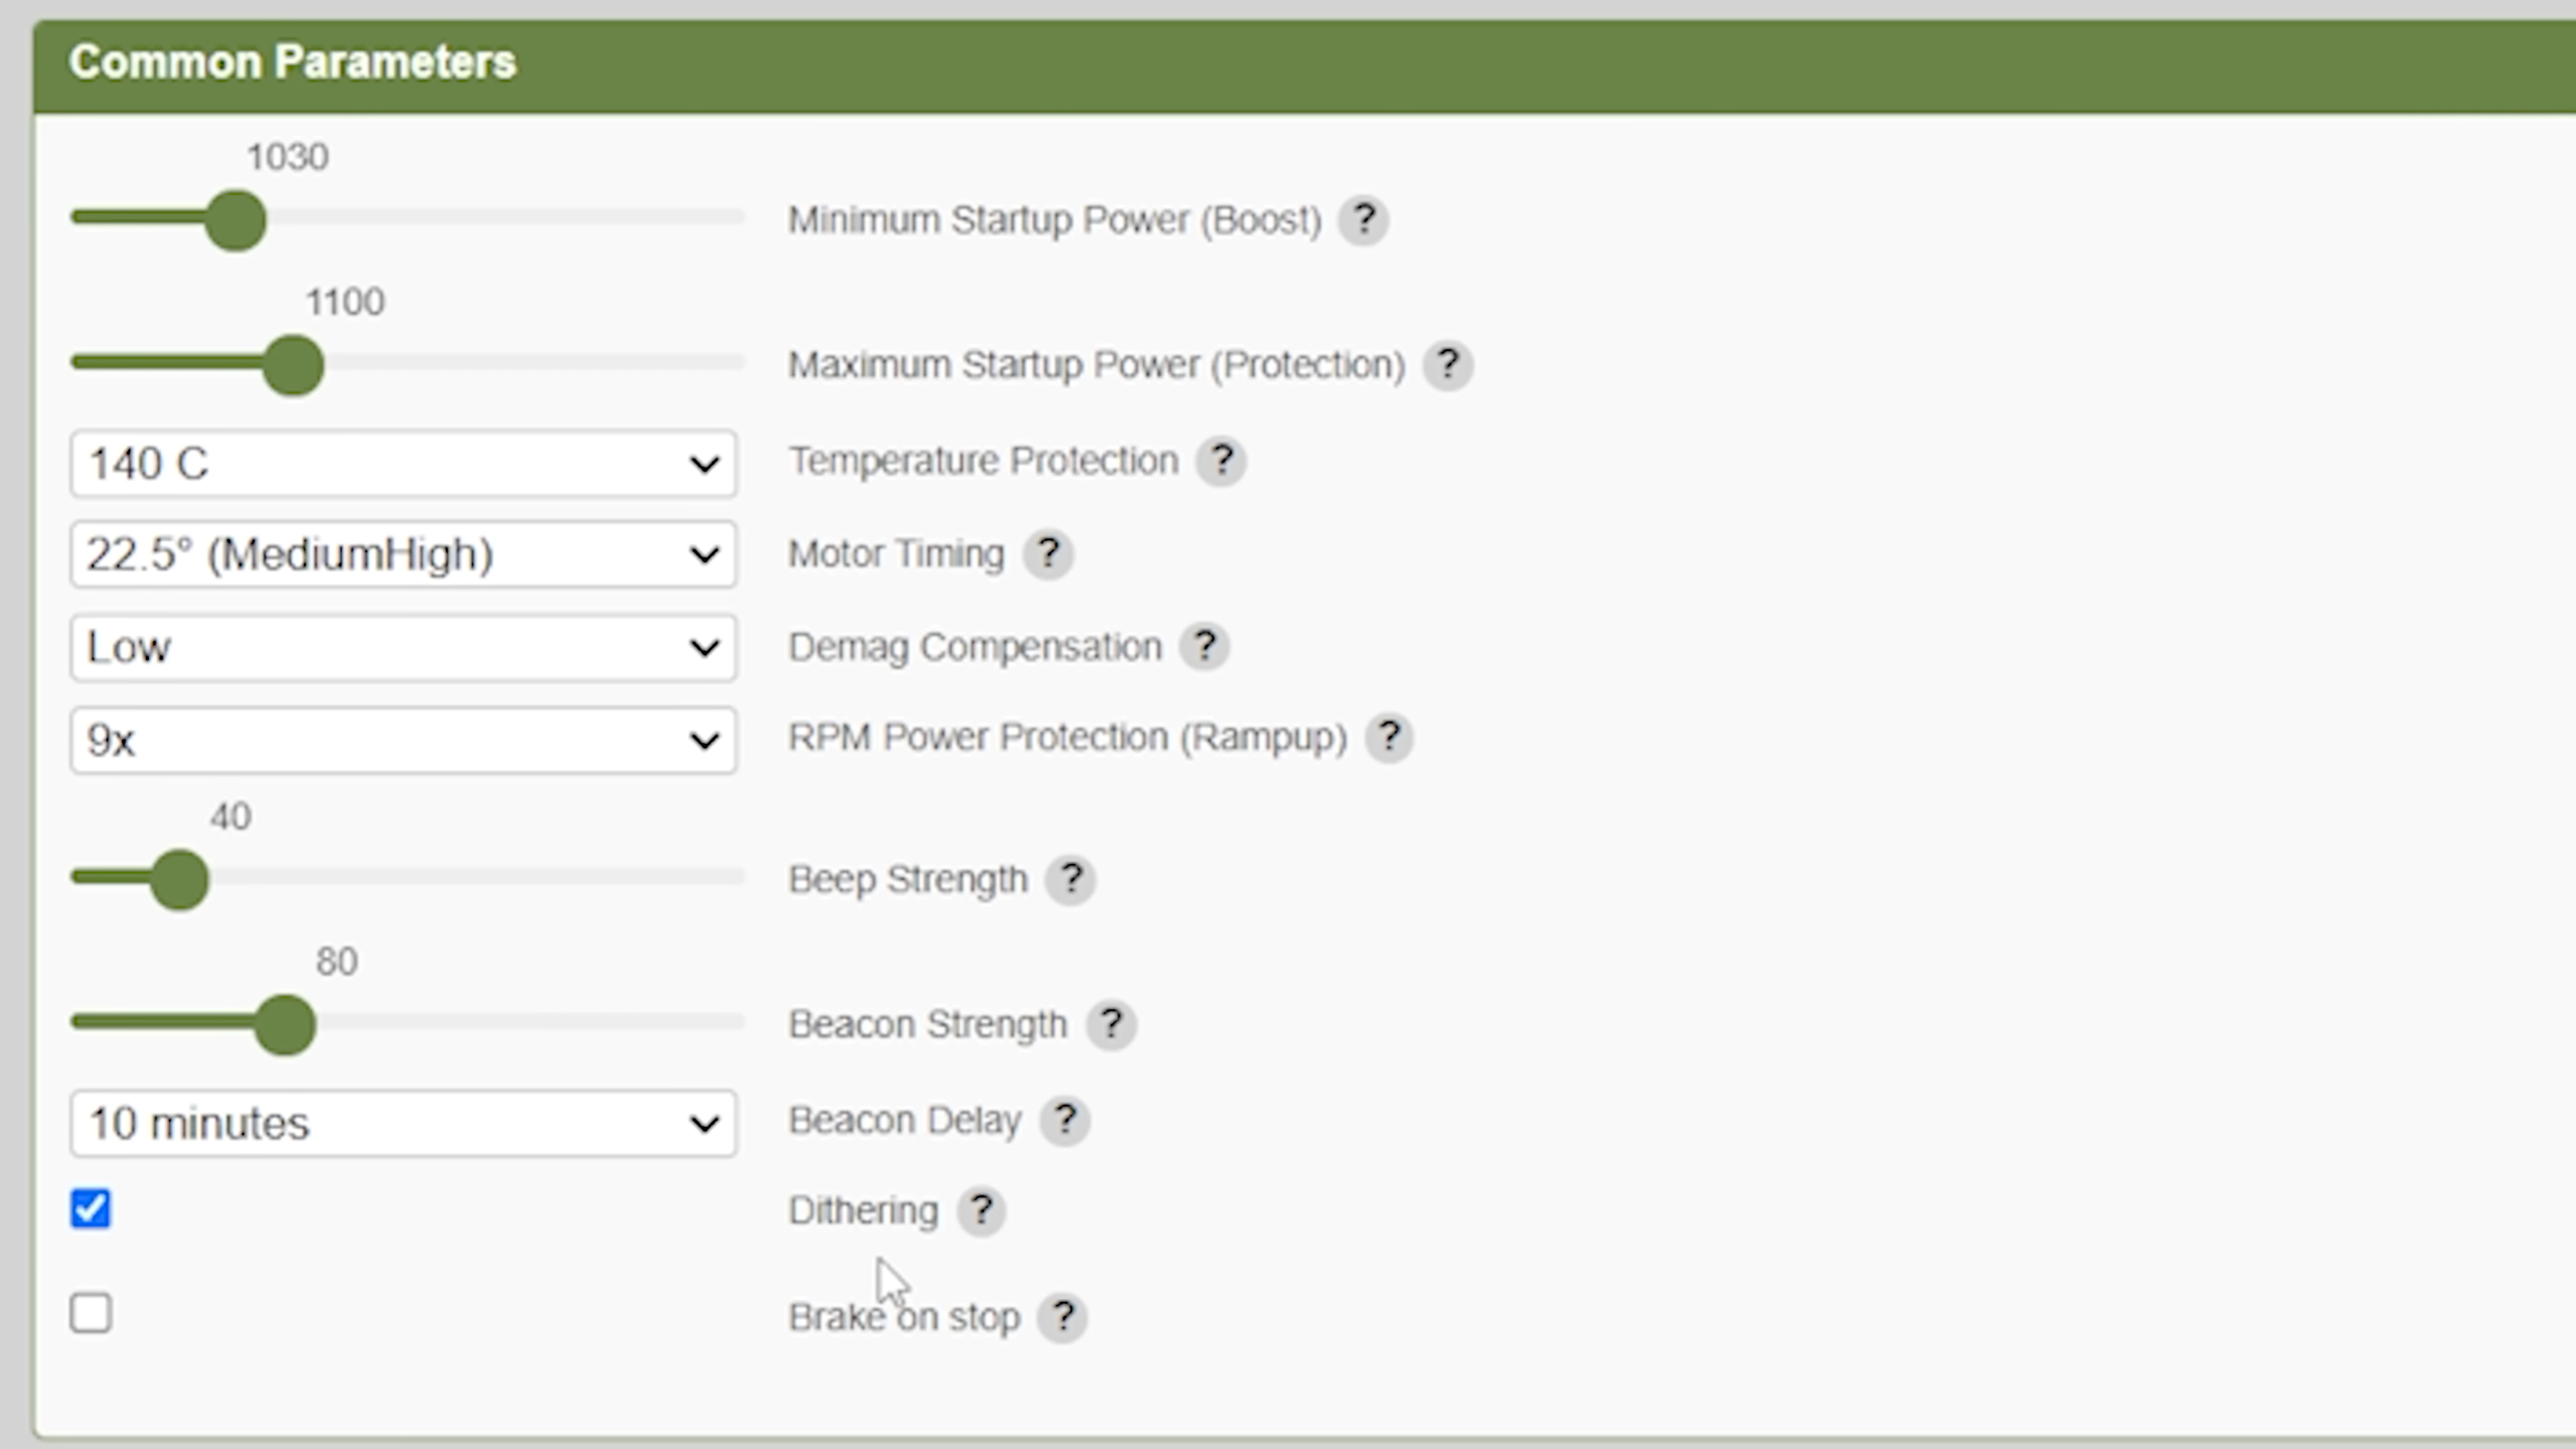 Common Parameters
1030
Minimum Startup Power (Boost) ?
1100
Maximum Startup Power (Protection) ?
140 C Temperature Protection ?
22.5° (MediumHigh) Motor Timing ?
Low Demag Compensation ?
9x RPM Power Protection (Rampup) ?
40
Beep Strength ?
80
Beacon Strength ?
10 minutes Beacon Delay ?
Dithering ?
Brake on stop ?